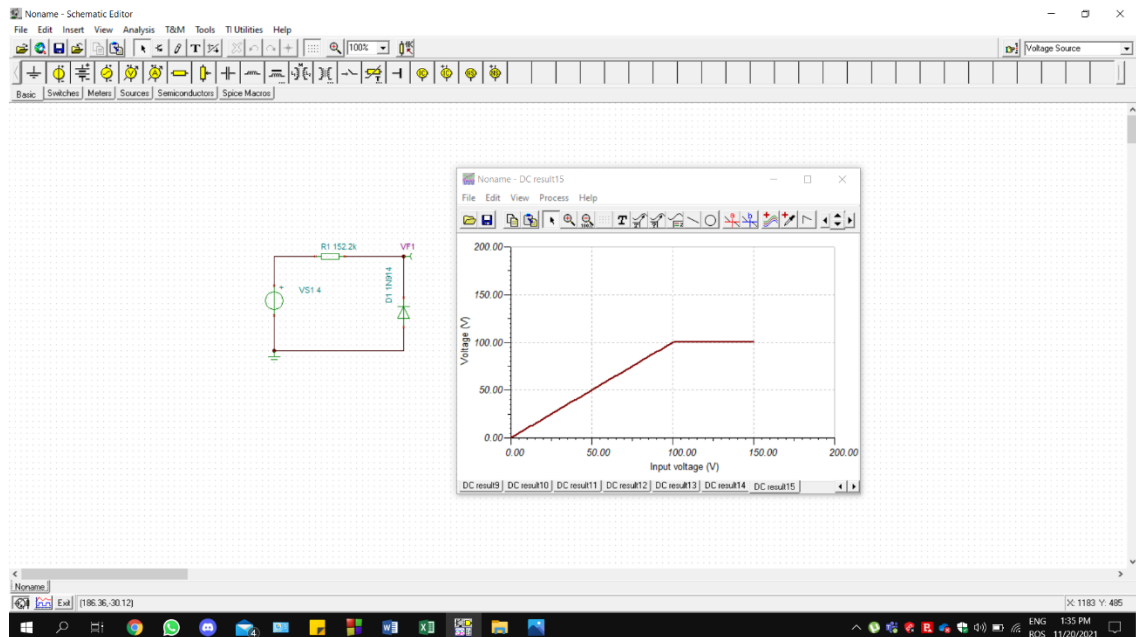 Noname - Schematic Editor
File Edit Insert View Analysis T&M Tools TI Utilities Help
100% Voltage Source
Basic Switches Meters Sources Semiconductors Spice Macros
Noname - DC result15
File Edit View Process Help
R1 152.2k
VF1
VS1 4
D1 1N914
+
200.00
150.00
100.00
50.00
0.00
Voltage (V)
0.00 50.00 100.00 150.00 200.00
Input voltage (V)
DC result9 DC result10 DC result11 DC result12 DC result13 DC result14 DC result15
Noname
Exit (186.36,-30.12) X: 1183 Y: 485
ENG 1:35 PM
ROS 11/20/2021